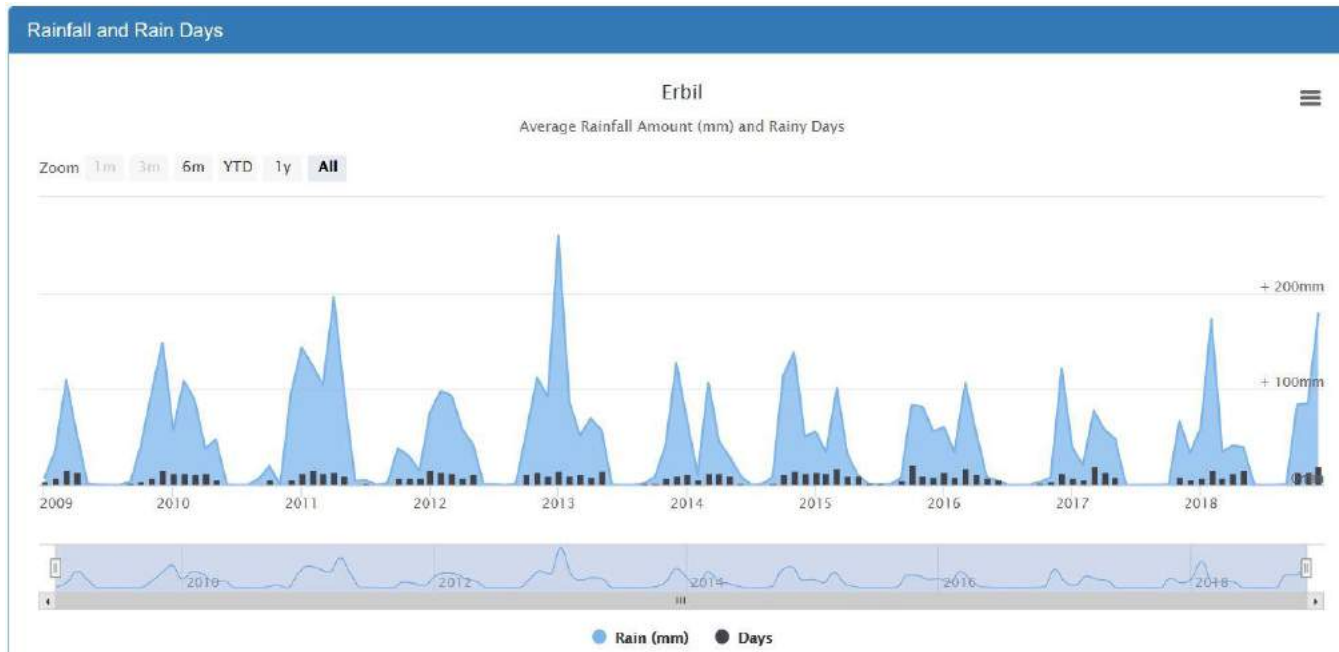 Rainfall and Rain Days
Erbil
Average Rainfall Amount (mm) and Rainy Days
Zoom 1m 3m 6m YTD 1y All
+ 200mm
+ 100mm
0mm
2009 2010 2011 2012 2013 2014 2015 2016 2017 2018
2010 2012 2014 2016 2018
Rain (mm) Days